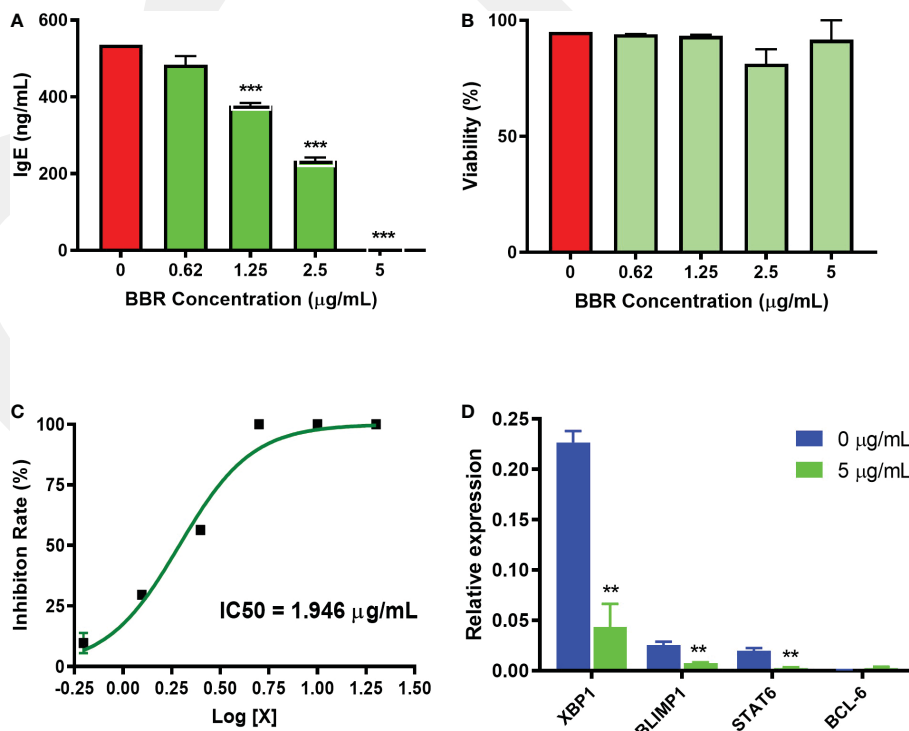 A
600
400
200
0
IgE (ng/mL)
***
***
***
0 0.62 1.25 2.5 5
BBR Concentration (μg/mL)
B
100
50
0
Viability (%)
0 0.62 1.25 2.5 5
BBR Concentration (μg/mL)
C
100
75
50
25
0
Inhibiton Rate (%)
IC50 = 1.946 μg/mL
-0.25 0.00 0.25 0.50 0.75 1.00 1.25 1.50
Log [X]
D
0.25
0.20
0.15
0.10
0.05
0.00
Relative expression
0 μg/mL
5 μg/mL
**
**
**
XBP1
BLIMP1
STAT6
BCL-6